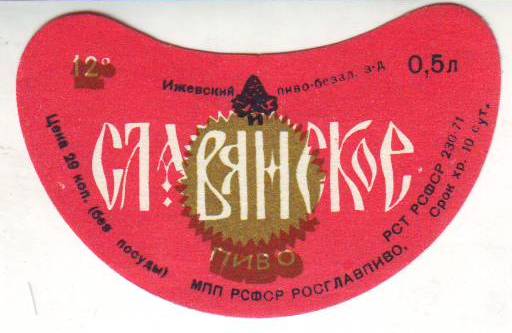 12°
Ижевский пиво-безал. з-д
0,5л
И
СЛАВЯНСКОЕ
ПИВО
Цена 29 коп. (без посуды)
МПП РСФСР РОСГЛАВПИВО,
РСТ РСФСР 230-71
Срок хр. 10 сут.